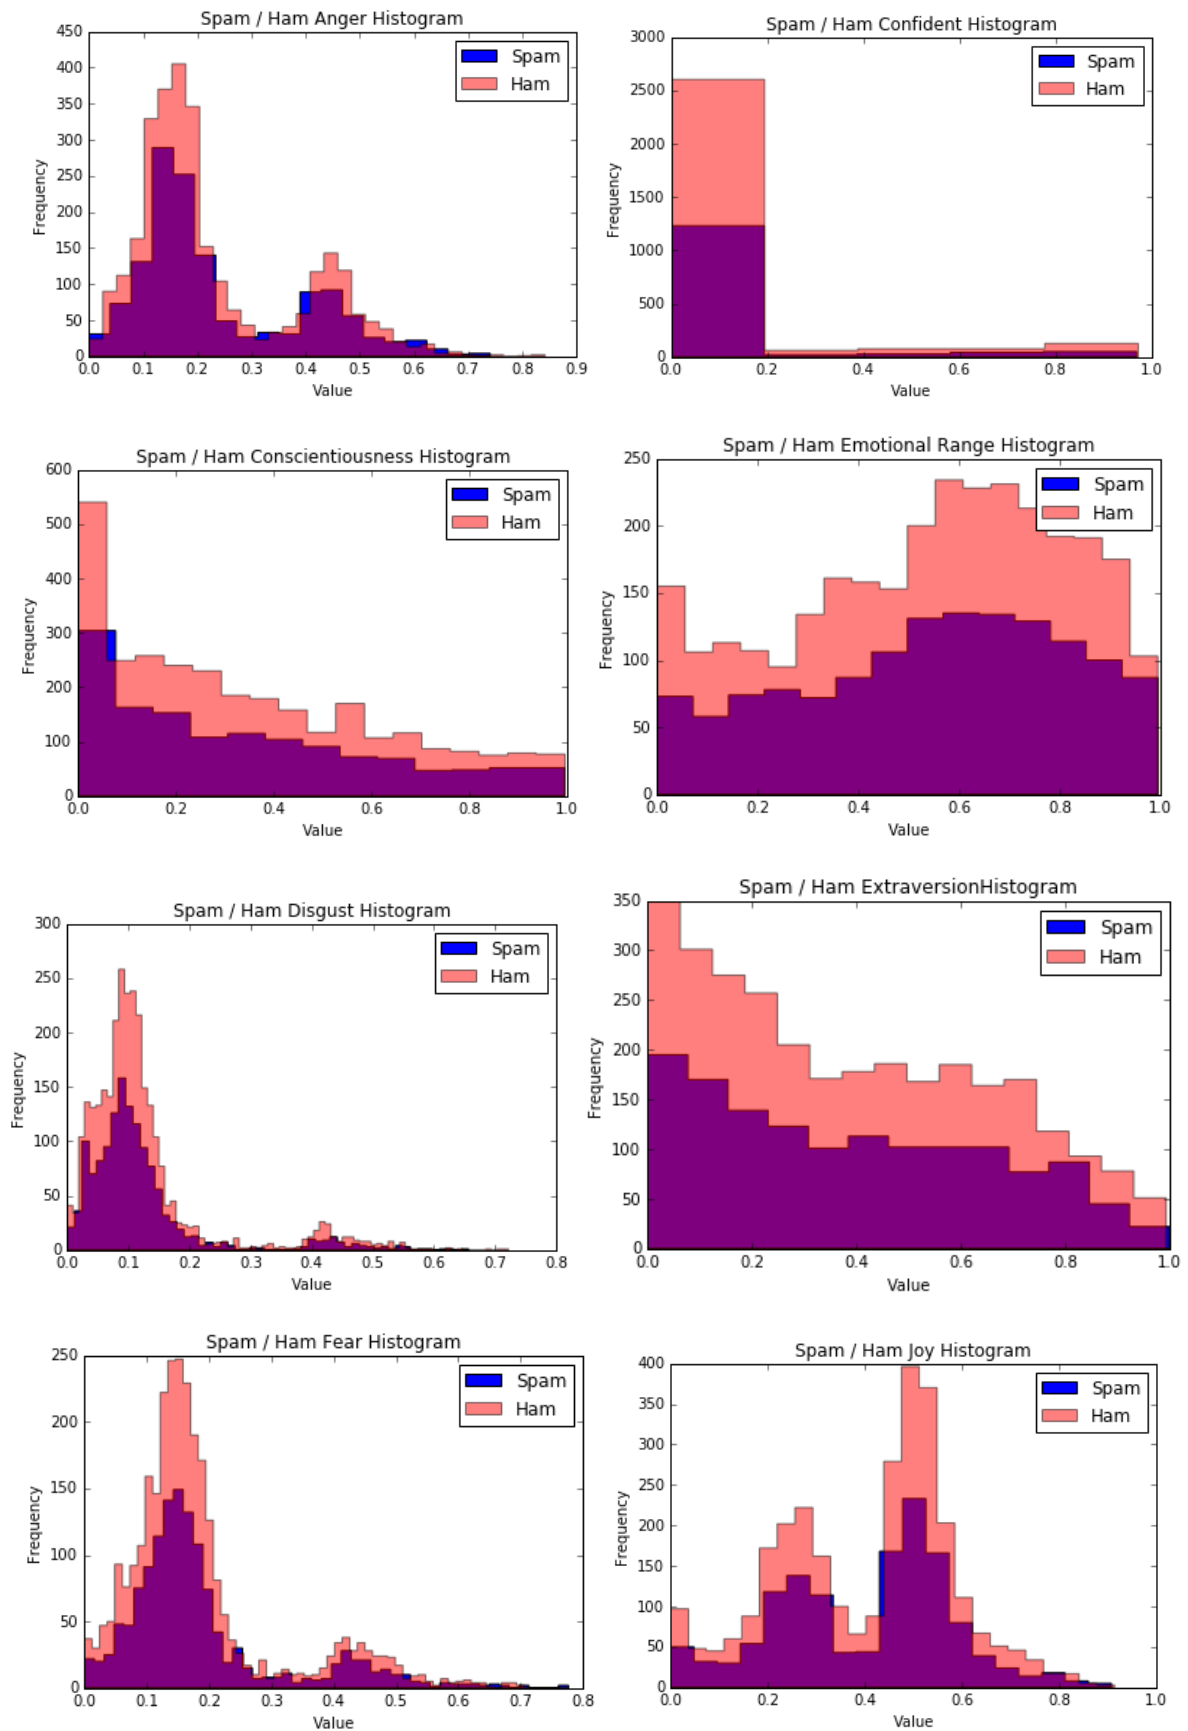 Spam / Ham Anger Histogram
450
400
350
300
250
200
150
100
50
0
Frequency
0.0 0.1 0.2 0.3 0.4 0.5 0.6 0.7 0.8 0.9
Value
Spam
Ham
Spam / Ham Confident Histogram
3000
2500
2000
1500
1000
500
0
Frequency
0.0 0.2 0.4 0.6 0.8 1.0
Value
Spam
Ham
Spam / Ham Conscientiousness Histogram
600
500
400
300
200
100
0
Frequency
0.0 0.2 0.4 0.6 0.8 1.0
Value
Spam
Ham
Spam / Ham Emotional Range Histogram
250
200
150
100
50
0
Frequency
0.0 0.2 0.4 0.6 0.8 1.0
Value
Spam
Ham
Spam / Ham Disgust Histogram
300
250
200
150
100
50
0
Frequency
0.0 0.1 0.2 0.3 0.4 0.5 0.6 0.7 0.8
Value
Spam
Ham
Spam / Ham ExtraversionHistogram
350
300
250
200
150
100
50
0
Frequency
0.0 0.2 0.4 0.6 0.8 1.0
Value
Spam
Ham
Spam / Ham Fear Histogram
250
200
150
100
50
0
Frequency
0.0 0.1 0.2 0.3 0.4 0.5 0.6 0.7 0.8
Value
Spam
Ham
Spam / Ham Joy Histogram
400
350
300
250
200
150
100
50
0
Frequency
0.0 0.2 0.4 0.6 0.8 1.0
Value
Spam
Ham